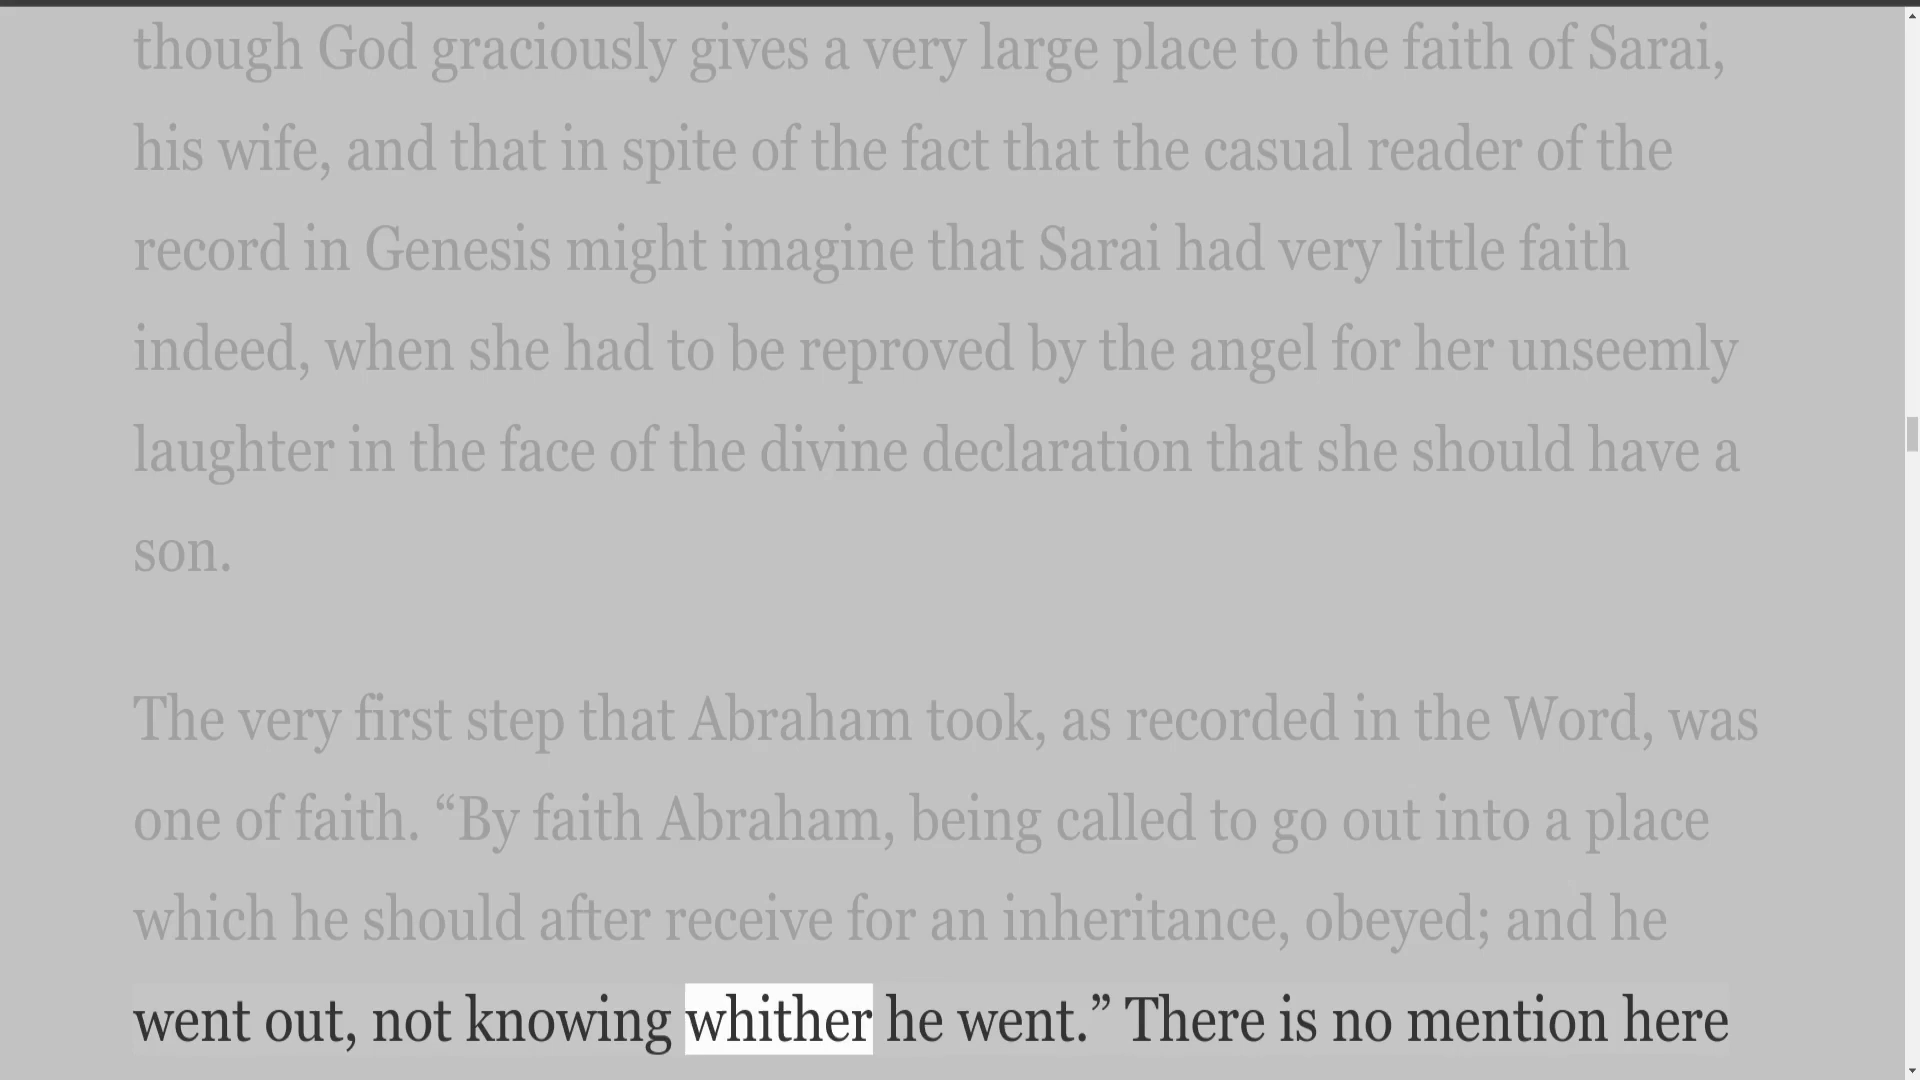 though God graciously gives a very large place to the faith of Sarai,
his wife, and that in spite of the fact that the casual reader of the
record in Genesis might imagine that Sarai had very little faith
indeed, when she had to be reproved by the angel for her unseemly
laughter in the face of the divine declaration that she should have a
son.
The very first step that Abraham took, as recorded in the Word, was
one of faith. “By faith Abraham, being called to go out into a place
which he should after receive for an inheritance, obeyed; and he
went out, not knowing whither he went.” There is no mention here